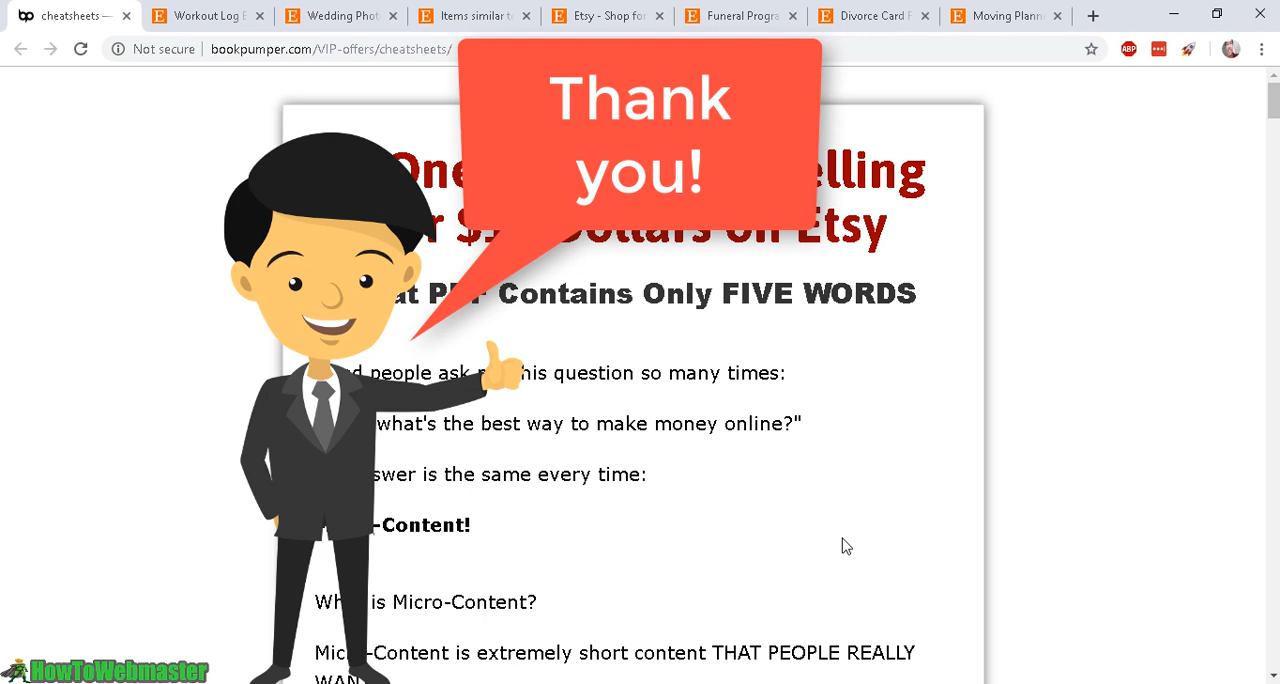 cheatsheets —
Workout Log E
Wedding Phot
Items similar t
Etsy - Shop for
Funeral Progra
Divorce Card F
Moving Plann
Not secure
bookpumper.com/VIP-offers/cheatsheets/
ABP
Thank
you!
One
elling
Dollars on Etsy
Contains Only FIVE WORDS
people ask
his question so many times:
what's the best way to make money online?"
swer is the same every time:
-Content!
is Micro-Content?
Micro-Content is extremely short content THAT PEOPLE REALLY
HowToWebmaster